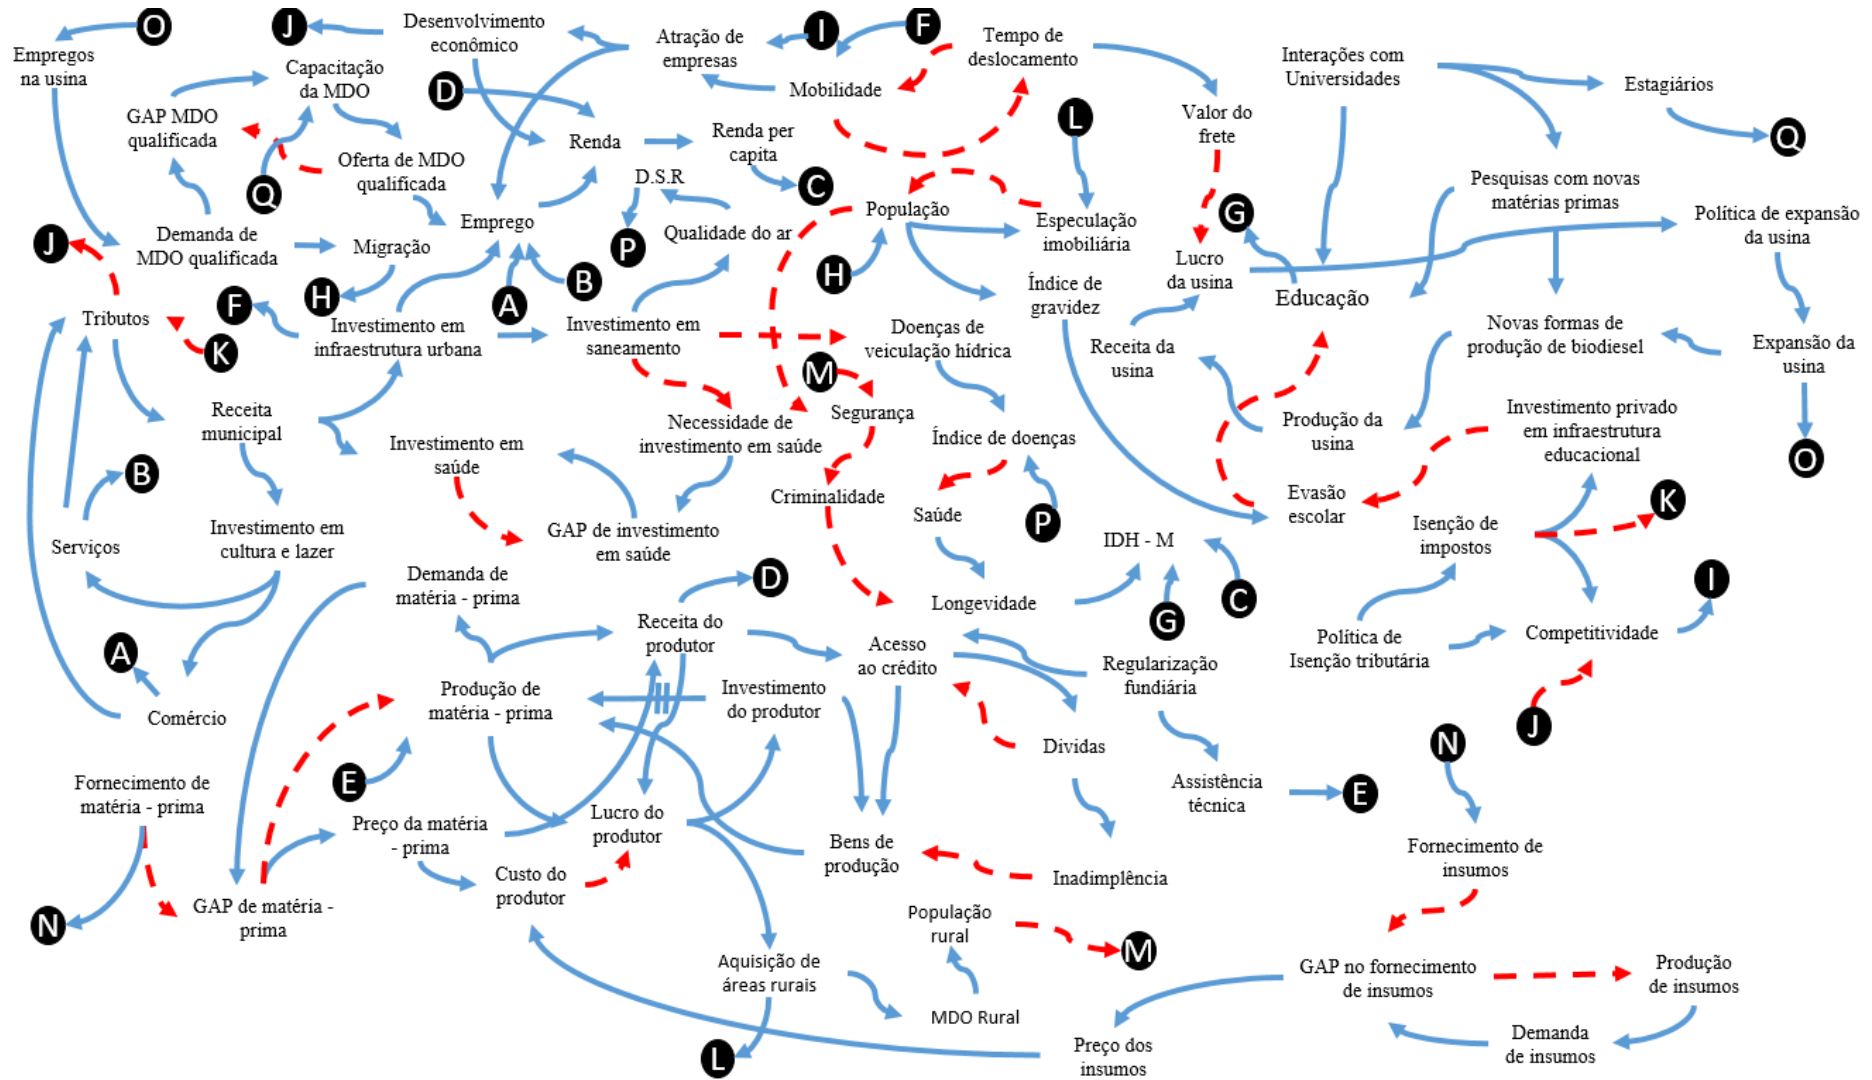 O
J
Desenvolvimento
econômico
Atração de
empresas
I
F
Tempo de
deslocamento
Interações com
Universidades
Empregos
na usina
Capacitação
da MDO
D
Mobilidade
Estagiários
GAP MDO
qualificada
Renda
Renda per
capita
L
Valor do
frete
Q
Oferta de MDO
qualificada
Q
D.S.R
C
Pesquisas com novas
matérias primas
População
Especulação
imobiliária
G
Política de expansão
da usina
J
Demanda de
MDO qualificada
Migração
Emprego
P
Qualidade do ar
H
Lucro
da usina
Educação
Índice de
gravidez
H
A
B
F
Tributos
K
Investimento em
infraestrutura urbana
Investimento em
saneamento
Doenças de
veiculação hídrica
Receita da
usina
Novas formas de
produção de biodiesel
Expansão da
usina
M
Segurança
Receita
municipal
Investimento em
saúde
Necessidade de
investimento em saúde
Índice de doenças
Produção da
usina
Investimento privado
em infraestrutura
educacional
O
B
Criminalidade
Saúde
P
Evasão
escolar
K
Isenção de
impostos
Serviços
Investimento em
cultura e lazer
GAP de investimento
em saúde
IDH - M
Demanda de
matéria - prima
D
Longevidade
G
C
I
A
Receita do
produtor
Acesso
ao crédito
Regularização
fundiária
Política de
Isenção tributária
Competitividade
Comércio
Produção de
matéria - prima
Investimento
do produtor
Dividas
J
N
Fornecimento de
matéria - prima
E
Assistência
técnica
E
Preço da matéria
- prima
Lucro do
produtor
Bens de
produção
Fornecimento de
insumos
Custo do
produtor
Inadimplência
N
GAP de matéria -
prima
População
rural
M
Aquisição de
áreas rurais
GAP no fornecimento
de insumos
Produção
de insumos
MDO Rural
L
Preço dos
insumos
Demanda
de insumos